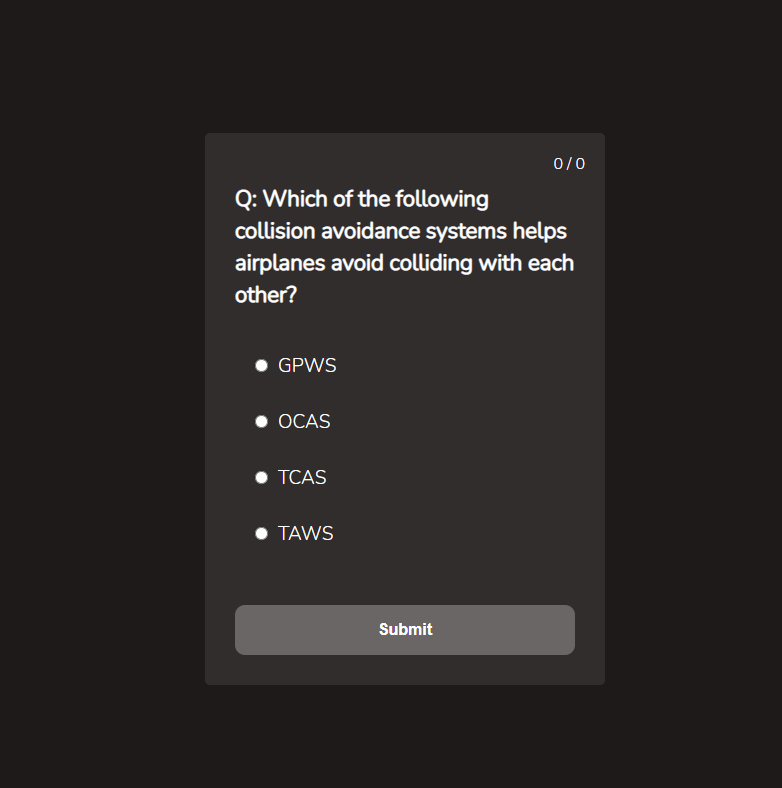 0 / 0
Q: Which of the following
collision avoidance systems helps
airplanes avoid colliding with each
other?
GPWS
OCAS
TCAS
TAWS
Submit